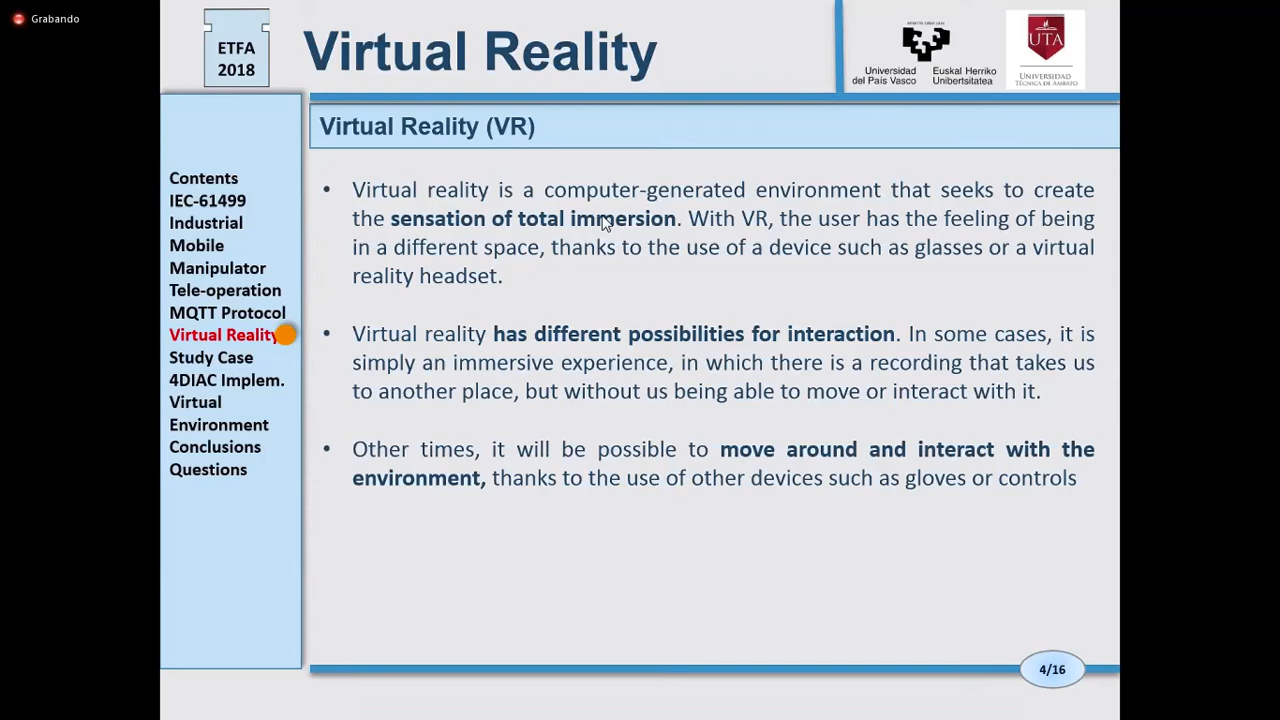 Grabando
ETFA
2018
Virtual Reality
eman ta zabal zazu
Universidad
del País Vasco
Euskal Herriko
Unibertsitatea
UTA
UNIVERSIDAD
TÉCNICA DE AMBATO
Virtual Reality (VR)
Contents
IEC-61499
Industrial
Mobile
Manipulator
Tele-operation
MQTT Protocol
Virtual Reality
Study Case
4DIAC Implem.
Virtual
Environment
Conclusions
Questions
• Virtual reality is a computer-generated environment that seeks to create
the sensation of total immersion. With VR, the user has the feeling of being
in a different space, thanks to the use of a device such as glasses or a virtual
reality headset.
• Virtual reality has different possibilities for interaction. In some cases, it is
simply an immersive experience, in which there is a recording that takes us
to another place, but without us being able to move or interact with it.
• Other times, it will be possible to move around and interact with the
environment, thanks to the use of other devices such as gloves or controls
4/16